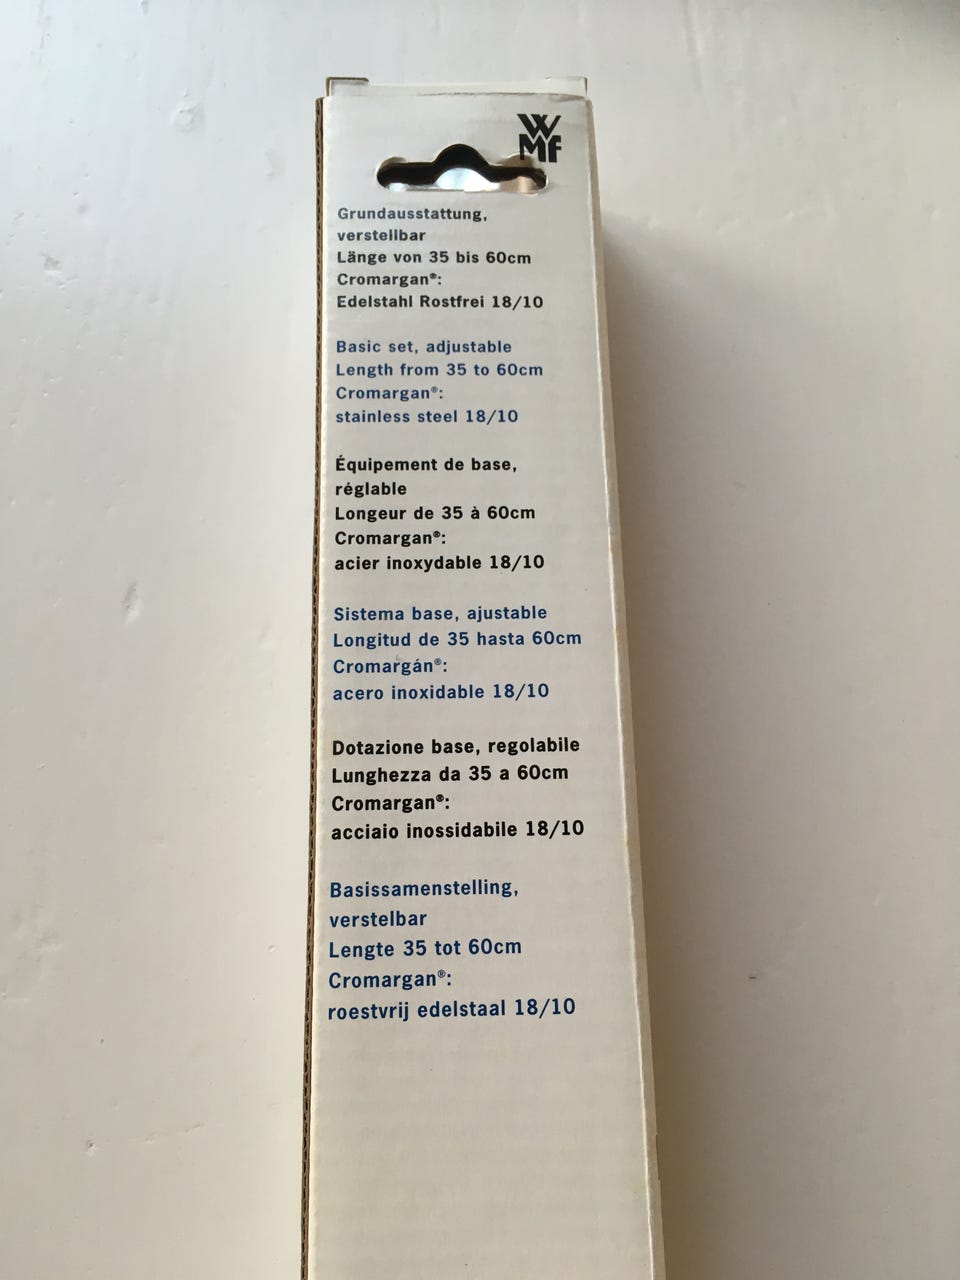 WMF
Grundausstattung,
verstellbar
Länge von 35 bis 60cm
Cromargan®:
Edelstahl Rostfrei 18/10
Basic set, adjustable
Length from 35 to 60cm
Cromargan®:
stainless steel 18/10
Équipement de base,
réglable
Longeur de 35 à 60cm
Cromargan®:
acier inoxydable 18/10
Sistema base, ajustable
Longitud de 35 hasta 60cm
Cromargán®:
acero inoxidable 18/10
Dotazione base, regolabile
Lunghezza da 35 a 60cm
Cromargan®:
acciaio inossidabile 18/10
Basissamenstelling,
verstelbar
Lengte 35 tot 60cm
Cromargan®:
roestvrij edelstaal 18/10